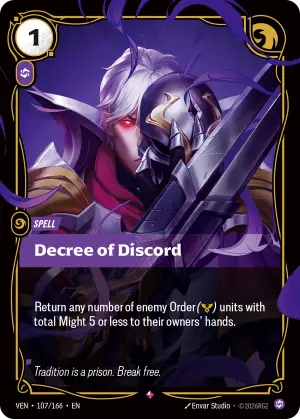 1
SPELL
Decree of Discord
Return any number of enemy Order () units with
total Might 5 or less to their owners' hands.
Tradition is a prison. Break free.
VEN • 107/166 • EN
Envar Studio • ©2026RGI